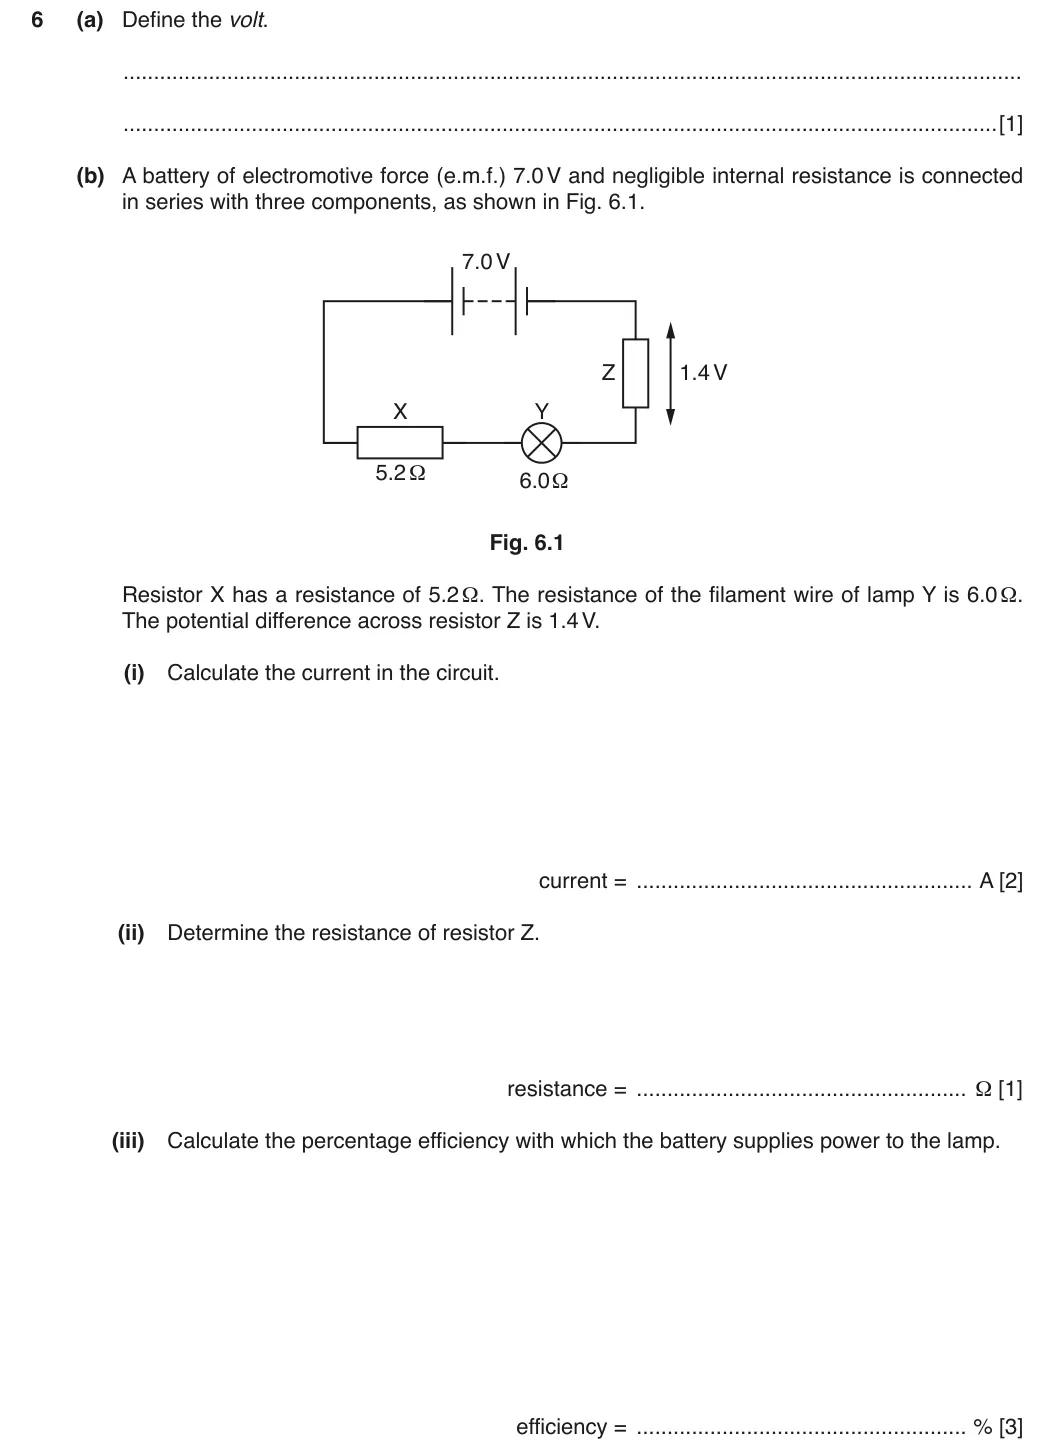 6 (a) Define the volt.
..........................................................................................................................................................
......................................................................................................................................................[1]
(b) A battery of electromotive force (e.m.f.) 7.0 V and negligible internal resistance is connected
in series with three components, as shown in Fig. 6.1.
7.0 V
Z 1.4 V
X Y
5.2 Ω
6.0 Ω
Fig. 6.1
Resistor X has a resistance of 5.2 Ω. The resistance of the filament wire of lamp Y is 6.0 Ω.
The potential difference across resistor Z is 1.4 V.
(i) Calculate the current in the circuit.
current = ....................................................... A [2]
(ii) Determine the resistance of resistor Z.
resistance = ...................................................... Ω [1]
(iii) Calculate the percentage efficiency with which the battery supplies power to the lamp.
efficiency = ...................................................... % [3]